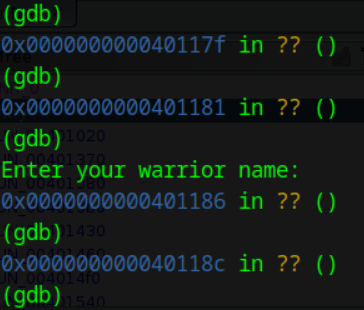 (gdb)
0x000000000040117f in ?? ()
(gdb)
0x0000000000401181 in ?? ()
(gdb)
Enter your warrior name:
0x0000000000401186 in ?? ()
(gdb)
0x000000000040118c in ?? ()
(gdb)